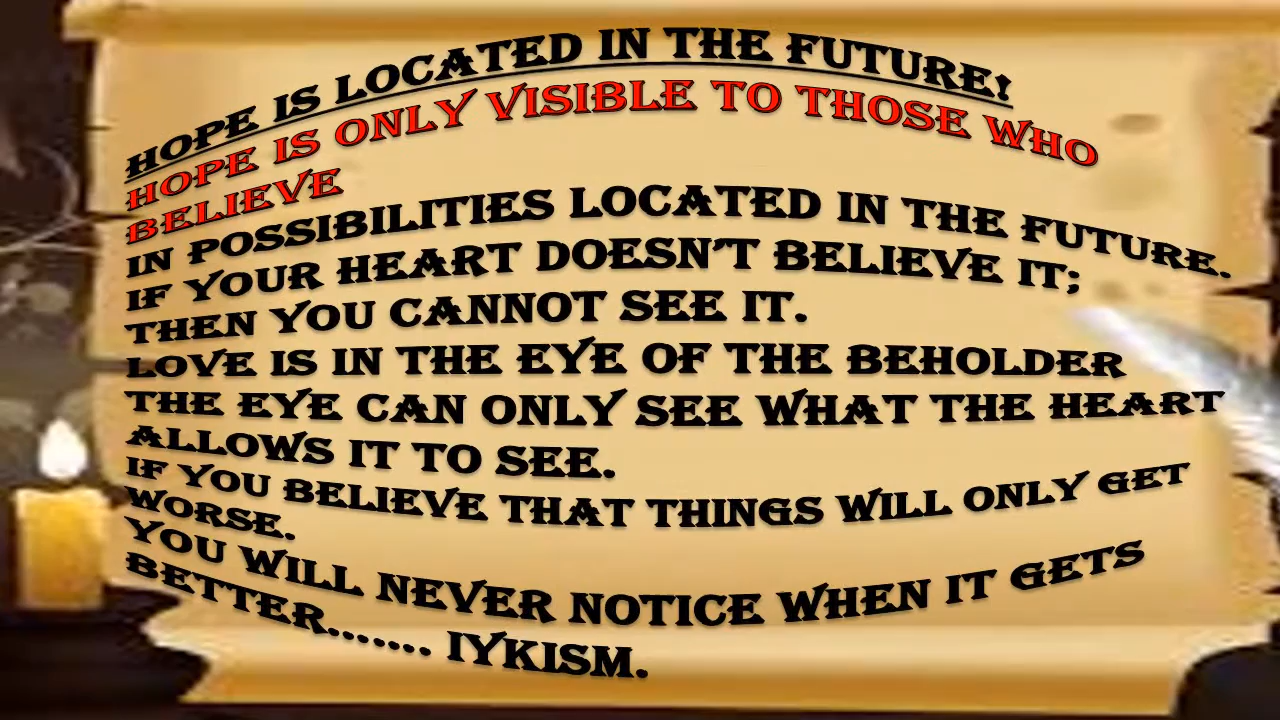 HOPE IS LOCATED IN THE FUTURE!
HOPE IS ONLY VISIBLE TO THOSE WHO
BELIEVE
IN POSSIBILITIES LOCATED IN THE FUTURE.
IF YOUR HEART DOESN'T BELIEVE IT;
THEN YOU CANNOT SEE IT.
LOVE IS IN THE EYE OF THE BEHOLDER
THE EYE CAN ONLY SEE WHAT THE HEART
ALLOWS IT TO SEE.
IF YOU BELIEVE THAT THINGS WILL ONLY GET
WORSE.
YOU WILL NEVER NOTICE WHEN IT GETS
BETTER....... IYKISM.